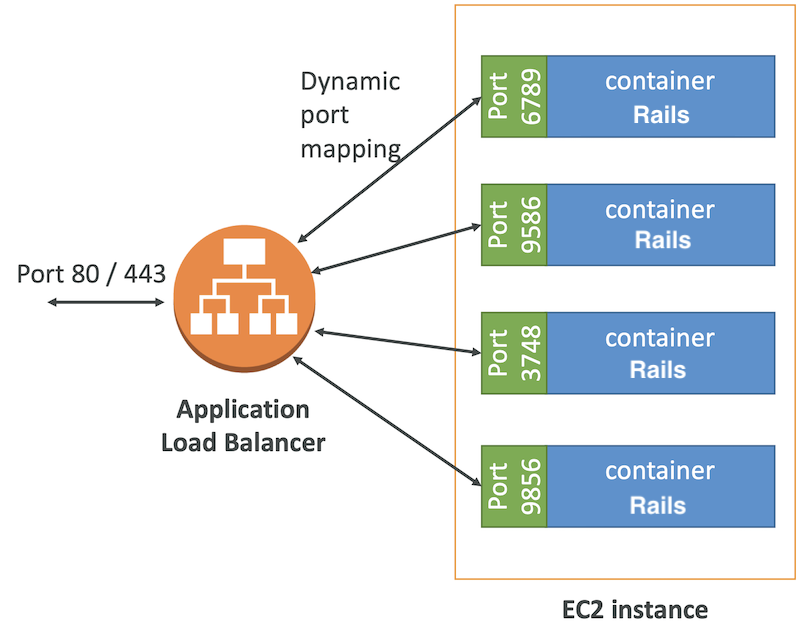 Dynamic
port
mapping
Port 80 / 443
Application
Load Balancer
Port
6789
container
Rails
Port
9586
container
Rails
Port
3748
container
Rails
Port
9856
container
Rails
EC2 instance